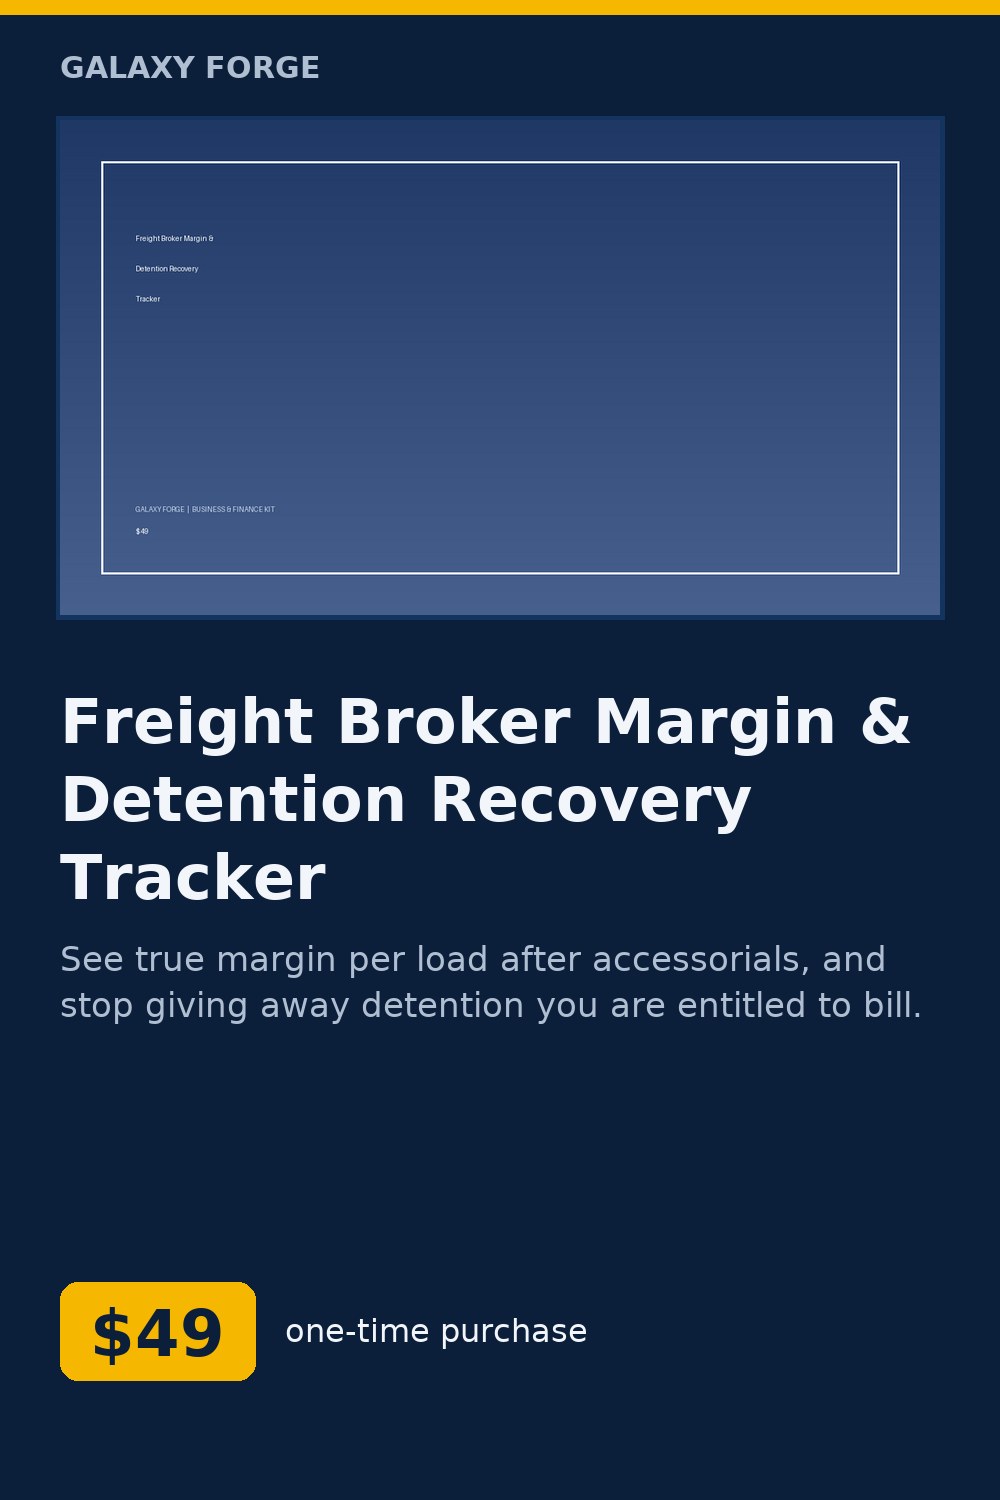 GALAXY FORGE
Freight Broker Margin &
Detention Recovery
Tracker
GALAXY FORGE | BUSINESS & FINANCE KIT
$49
Freight Broker Margin &
Detention Recovery
Tracker
See true margin per load after accessorials, and
stop giving away detention you are entitled to bill.
$49 one-time purchase